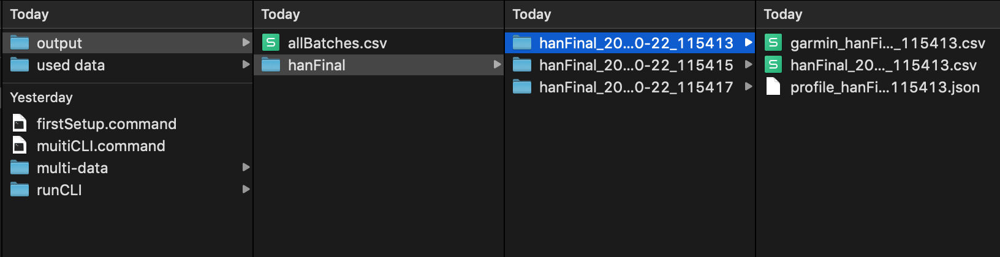 Today
output
used data
Yesterday
firstSetup.command
muitiCLI.command
multi-data
runCLI
Today
allBatches.csv
hanFinal
Today
hanFinal_20...0-22_115413
hanFinal_20...0-22_115415
hanFinal_20...0-22_115417
Today
garmin_hanFi..._115413.csv
hanFinal_20..._115413.csv
profile_hanFi...115413.json